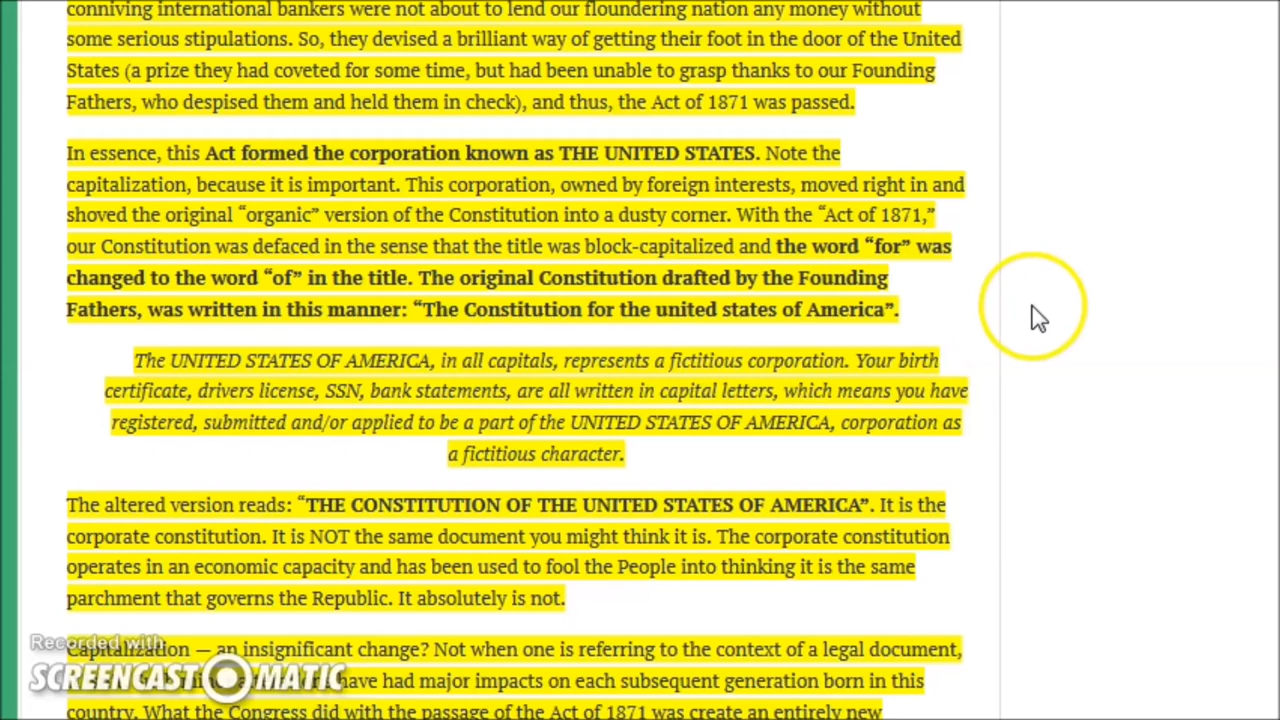 conniving international bankers were not about to lend our floundering nation any money without
some serious stipulations. So, they devised a brilliant way of getting their foot in the door of the United
States (a prize they had coveted for some time, but had been unable to grasp thanks to our Founding
Fathers, who despised them and held them in check), and thus, the Act of 1871 was passed.
In essence, this Act formed the corporation known as THE UNITED STATES. Note the
capitalization, because it is important. This corporation, owned by foreign interests, moved right in and
shoved the original “organic” version of the Constitution into a dusty corner. With the “Act of 1871,”
our Constitution was defaced in the sense that the title was block-capitalized and the word “for” was
changed to the word “of” in the title. The original Constitution drafted by the Founding
Fathers, was written in this manner: “The Constitution for the united states of America”.
The UNITED STATES OF AMERICA, in all capitals, represents a fictitious corporation. Your birth
certificate, drivers license, SSN, bank statements, are all written in capital letters, which means you have
registered, submitted and/or applied to be a part of the UNITED STATES OF AMERICA, corporation as
a fictitious character.
The altered version reads: “THE CONSTITUTION OF THE UNITED STATES OF AMERICA”. It is the
corporate constitution. It is NOT the same document you might think it is. The corporate constitution
operates in an economic capacity and has been used to fool the People into thinking it is the same
parchment that governs the Republic. It absolutely is not.
Recorded with
Capitalization — an insignificant change? Not when one is referring to the context of a legal document,
SCREENCAST-O-MATIC
have had major impacts on each subsequent generation born in this
country. What the Congress did with the passage of the Act of 1871 was create an entirely new